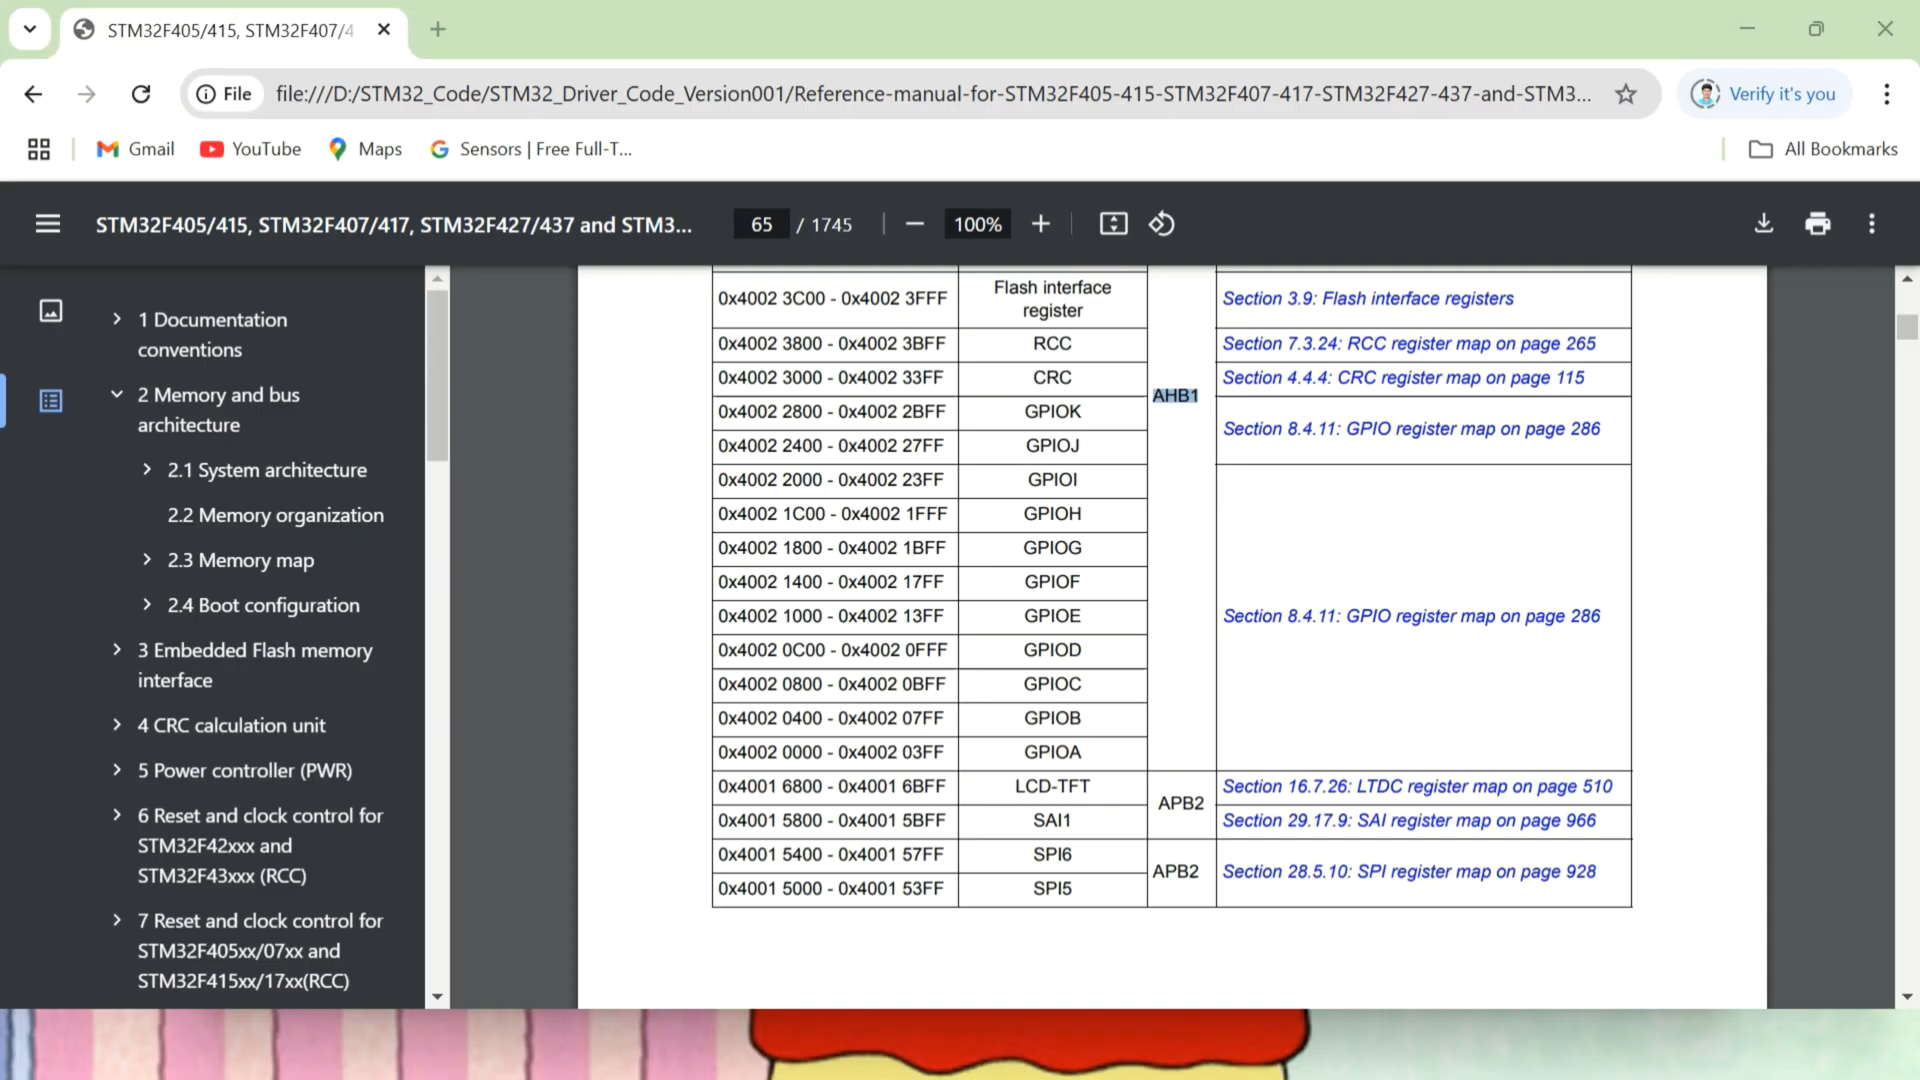 STM32F405/415, STM32F407/4
File
file:///D:/STM32_Code/STM32_Driver_Code_Version001/Reference-manual-for-STM32F405-415-STM32F407-417-STM32F427-437-and-STM3...
Verify it's you
Gmail
YouTube
Maps
Sensors | Free Full-T...
All Bookmarks
STM32F405/415, STM32F407/417, STM32F427/437 and STM3...
65 / 1745
100%
1 Documentation
conventions
2 Memory and bus
architecture
2.1 System architecture
2.2 Memory organization
2.3 Memory map
2.4 Boot configuration
3 Embedded Flash memory
interface
4 CRC calculation unit
5 Power controller (PWR)
6 Reset and clock control for
STM32F42xxx and
STM32F43xxx (RCC)
7 Reset and clock control for
STM32F405xx/07xx and
STM32F415xx/17xx(RCC)
0x4002 3C00 - 0x4002 3FFF
Flash interface
register
Section 3.9: Flash interface registers
0x4002 3800 - 0x4002 3BFF
RCC
Section 7.3.24: RCC register map on page 265
0x4002 3000 - 0x4002 33FF
CRC
AHB1
Section 4.4.4: CRC register map on page 115
0x4002 2800 - 0x4002 2BFF
GPIOK
Section 8.4.11: GPIO register map on page 286
0x4002 2400 - 0x4002 27FF
GPIOJ
0x4002 2000 - 0x4002 23FF
GPIOI
0x4002 1C00 - 0x4002 1FFF
GPIOH
0x4002 1800 - 0x4002 1BFF
GPIOG
0x4002 1400 - 0x4002 17FF
GPIOF
0x4002 1000 - 0x4002 13FF
GPIOE
Section 8.4.11: GPIO register map on page 286
0x4002 0C00 - 0x4002 0FFF
GPIOD
0x4002 0800 - 0x4002 0BFF
GPIOC
0x4002 0400 - 0x4002 07FF
GPIOB
0x4002 0000 - 0x4002 03FF
GPIOA
0x4001 6800 - 0x4001 6BFF
LCD-TFT
APB2
Section 16.7.26: LTDC register map on page 510
0x4001 5800 - 0x4001 5BFF
SAI1
Section 29.17.9: SAI register map on page 966
0x4001 5400 - 0x4001 57FF
SPI6
APB2
Section 28.5.10: SPI register map on page 928
0x4001 5000 - 0x4001 53FF
SPI5